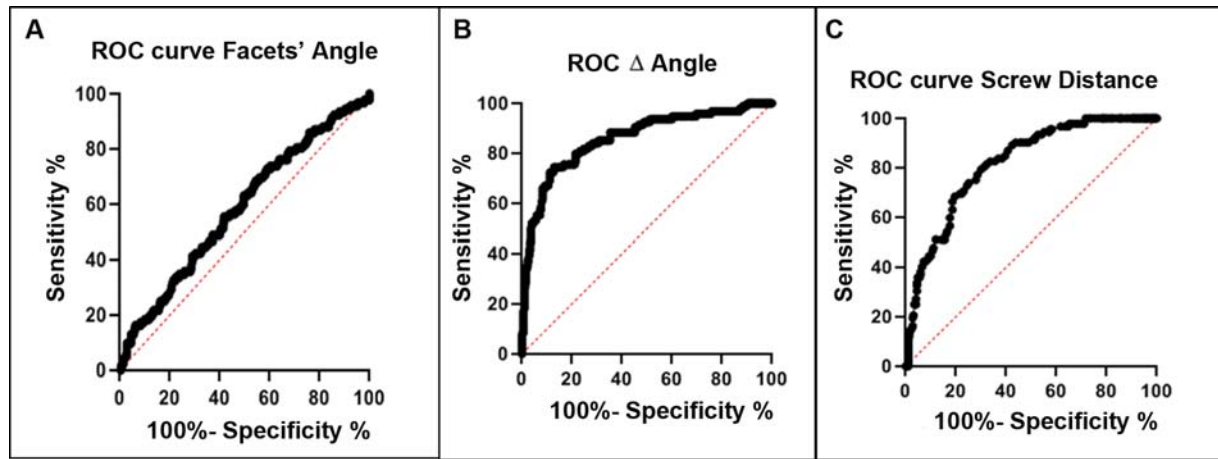 A
ROC curve Facets' Angle
Sensitivity %
100
80
60
40
20
0
0 20 40 60 80 100
100%- Specificity %
B
ROC Δ Angle
Sensitivity %
100
80
60
40
20
0
0 20 40 60 80 100
100%- Specificity %
C
ROC curve Screw Distance
Sensitivity %
100
80
60
40
20
0
0 20 40 60 80 100
100%- Specificity %